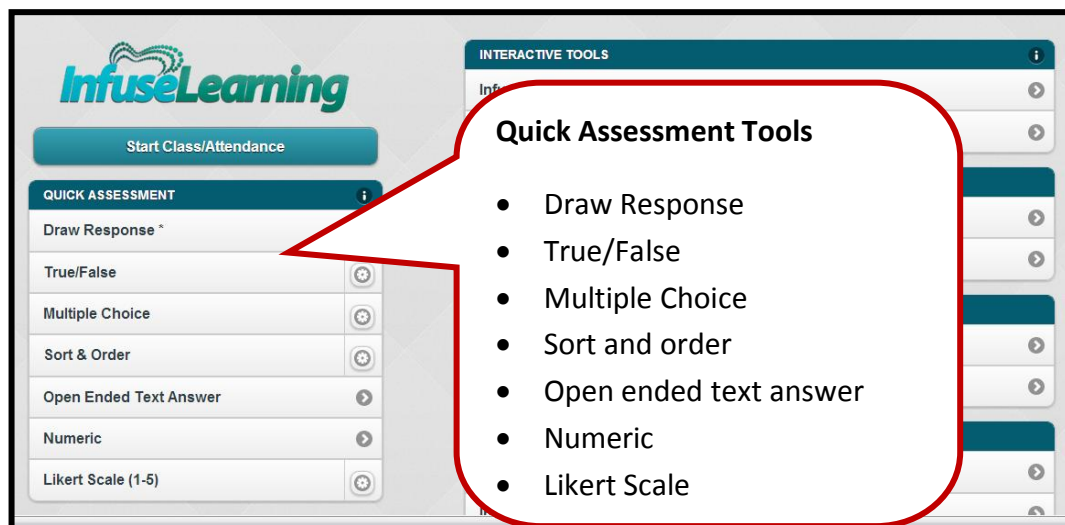 InfuseLearning
Start Class/Attendance
QUICK ASSESSMENT
Draw Response *
True/False
Multiple Choice
Sort & Order
Open Ended Text Answer
Numeric
Likert Scale (1-5)
INTERACTIVE TOOLS
Quick Assessment Tools
• Draw Response
• True/False
• Multiple Choice
• Sort and order
• Open ended text answer
• Numeric
• Likert Scale